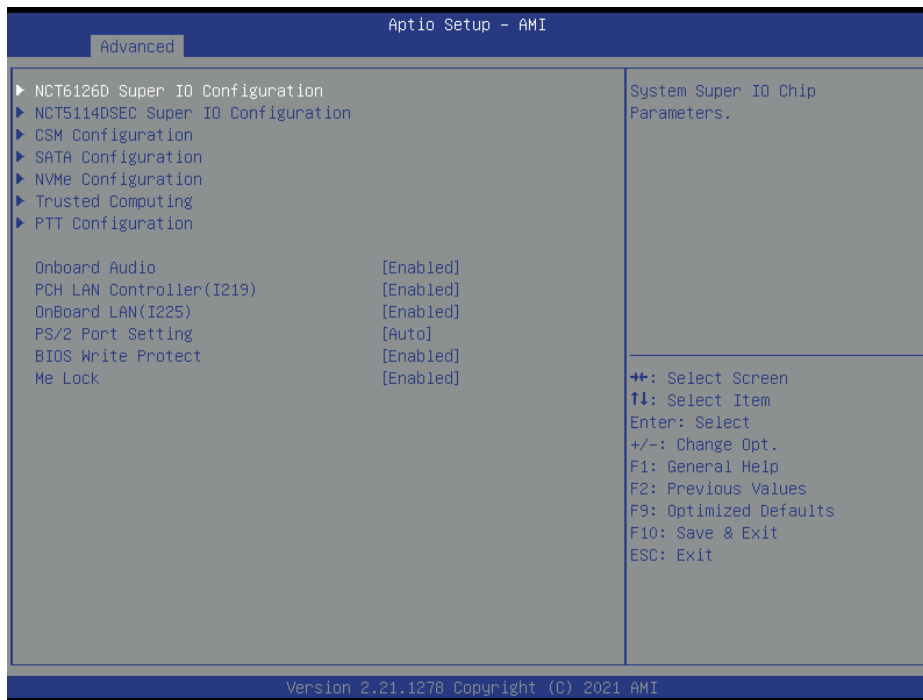 Aptio Setup – AMI
Advanced
▶ NCT6126D Super IO Configuration
▶ NCT5114DSEC Super IO Configuration
▶ CSM Configuration
▶ SATA Configuration
▶ NVMe Configuration
▶ Trusted Computing
▶ PTT Configuration
Onboard Audio [Enabled]
PCH LAN Controller(I219) [Enabled]
OnBoard LAN(I225) [Enabled]
PS/2 Port Setting [Auto]
BIOS Write Protect [Enabled]
Me Lock [Enabled]
System Super IO Chip
Parameters.
→←: Select Screen
↑↓: Select Item
Enter: Select
+/-: Change Opt.
F1: General Help
F2: Previous Values
F9: Optimized Defaults
F10: Save & Exit
ESC: Exit
Version 2.21.1278 Copyright (C) 2021 AMI